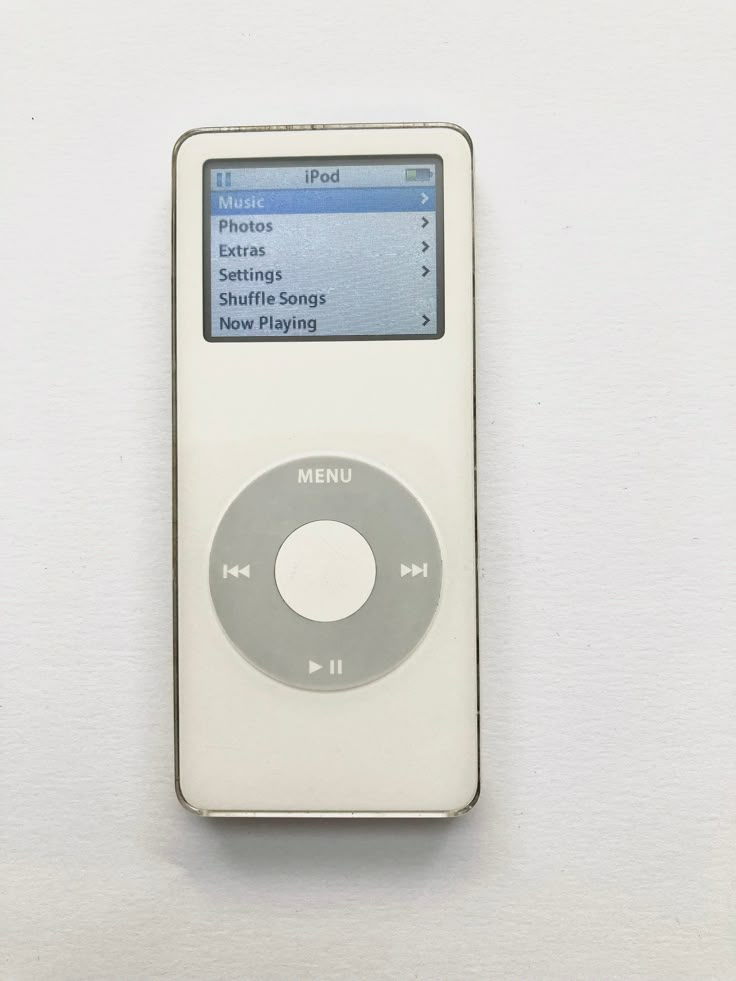 iPod
Music
Photos
Extras
Settings
Shuffle Songs
Now Playing
MENU